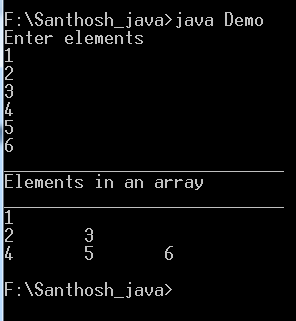 F:\Santhosh_java>java Demo
Enter elements
1
2
3
4
5
6
Elements in an array
1
2 3
4 5 6
F:\Santhosh_java>